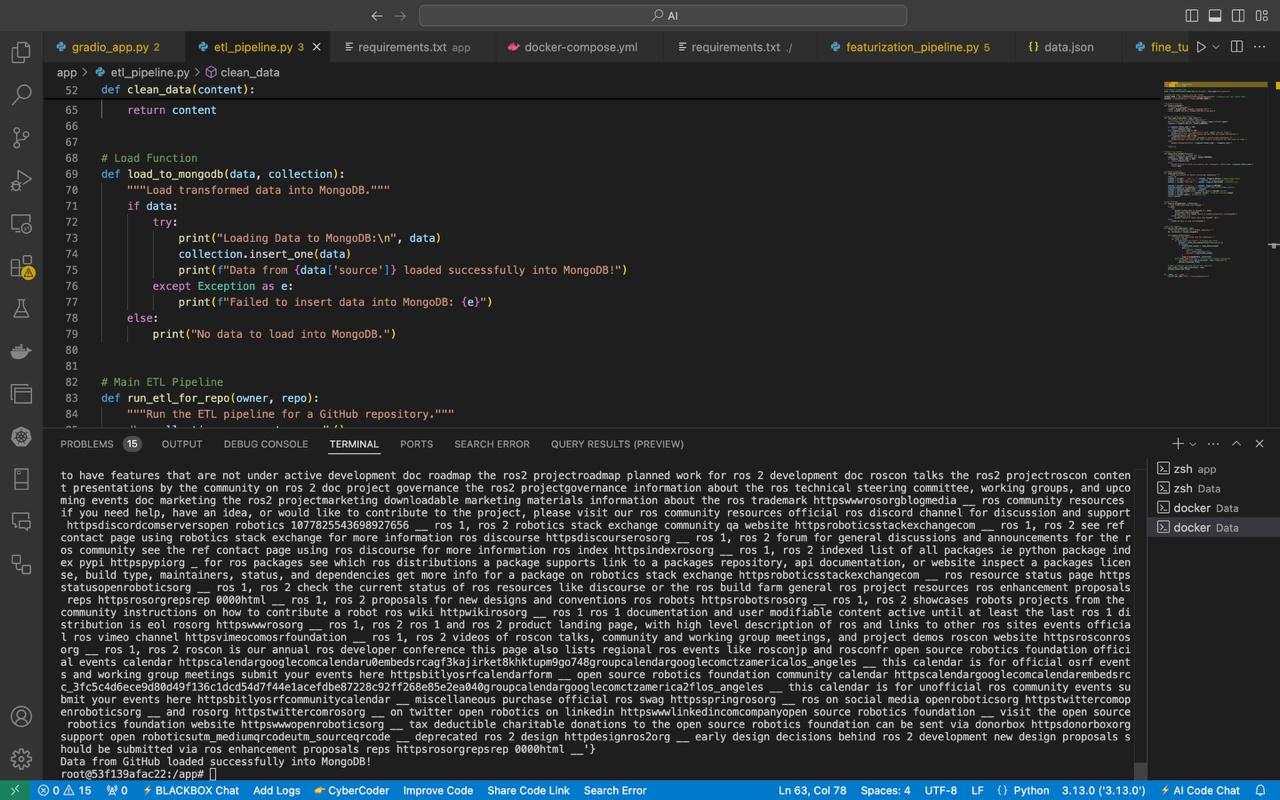 AI
gradio_app.py 2
etl_pipeline.py 3
requirements.txt app
docker-compose.yml
requirements.txt ./
featurization_pipeline.py 5
data.json
fine_tu
app > etl_pipeline.py > clean_data
52 def clean_data(content):
65 return content
66
67
68 # Load Function
69 def load_to_mongodb(data, collection):
70 """Load transformed data into MongoDB."""
71 if data:
72 try:
73 print("Loading Data to MongoDB:\n", data)
74 collection.insert_one(data)
75 print(f"Data from {data['source']} loaded successfully into MongoDB!")
76 except Exception as e:
77 print(f"Failed to insert data into MongoDB: {e}")
78 else:
79 print("No data to load into MongoDB.")
80
81
82 # Main ETL Pipeline
83 def run_etl_for_repo(owner, repo):
84 """Run the ETL pipeline for a GitHub repository."""
PROBLEMS 15 OUTPUT DEBUG CONSOLE TERMINAL PORTS SEARCH ERROR QUERY RESULTS (PREVIEW)
zsh app
zsh Data
docker Data
docker Data
to have features that are not under active development doc roadmap the ros2 projectroadmap planned work for ros 2 development doc roscon talks the ros2 projectroscon conten
t presentations by the community on ros 2 doc project governance the ros2 projectgovernance information about the ros technical steering committee, working groups, and upco
ming events doc marketing the ros2 projectmarketing downloadable marketing materials information about the ros trademark httpswwwrosorgblogmedia __ ros community resources
if you need help, have an idea, or would like to contribute to the project, please visit our ros community resources official ros discord channel for discussion and support
httpsdiscordcomserversopen robotics 1077825543698927656 __ ros 1, ros 2 robotics stack exchange community qa website httpsroboticsstackexchangecom __ ros 1, ros 2 see ref
contact page using robotics stack exchange for more information ros discourse httpsdiscourserosorg __ ros 1, ros 2 forum for general discussions and announcements for the r
os community see the ref contact page using ros discourse for more information ros index httpsindexrosorg __ ros 1, ros 2 indexed list of all packages ie python package ind
ex pypi httpspypiorg _ for ros packages see which ros distributions a package supports link to a packages repository, api documentation, or website inspect a packages licen
se, build type, maintainers, status, and dependencies get more info for a package on robotics stack exchange httpsroboticsstackexchangecom __ ros resource status page https
statusopenroboticsorg __ ros 1, ros 2 check the current status of ros resources like discourse or the ros build farm general ros project resources ros enhancement proposals
reps httpsrosorgrepsrep 0000html __ ros 1, ros 2 proposals for new designs and conventions ros robots httpsrobotsrosorg __ ros 1, ros 2 showcases robots projects from the
community instructions on how to contribute a robot ros wiki httpwikirosorg __ ros 1 ros 1 documentation and user modifiable content active until at least the last ros 1 di
stribution is eol rosorg httpswwwrosorg __ ros 1, ros 2 ros 1 and ros 2 product landing page, with high level description of ros and links to other ros sites events officia
l ros vimeo channel httpsvimeocomosrfoundation __ ros 1, ros 2 videos of roscon talks, community and working group meetings, and project demos roscon website httpsrosconros
org __ ros 1, ros 2 roscon is our annual ros developer conference this page also lists regional ros events like rosconjp and rosconfr open source robotics foundation offici
al events calendar httpscalendargooglecomcalendaru0embedsrcagf3kajirket8khktupm9go748groupcalendargooglecomctzamericalos_angeles __ this calendar is for official osrf event
s and working group meetings submit your events here httpsbitlyosrfcalendarform __ open source robotics foundation community calendar httpscalendargooglecomcalendarembedsrc
c_3fc5c4d6ece9d80d49f136c1dcd54d7f44e1acefdbe87228c92ff268e85e2ea040groupcalendargooglecomctzamerica2flos_angeles __ this calendar is for unofficial ros community events su
bmit your events here httpsbitlyosrfcommunitycalendar __ miscellaneous purchase official ros swag httpsspringrosorg __ ros on social media openroboticsorg httpstwittercomop
enroboticsorg __ and rosorg httpstwittercomrosorg __ on twitter open robotics on linkedin httpswwwlinkedincomcompanyopen source robotics foundation __ visit the open source
robotics foundation website httpswwwopenroboticsorg __ tax deductible charitable donations to the open source robotics foundation can be sent via donorbox httpsdonorboxorg
support open roboticsutm_mediumqrcodeutm_sourceqrcode __ deprecated ros 2 design httpdesignros2org __ early design decisions behind ros 2 development new design proposals s
hould be submitted via ros enhancement proposals reps httpsrosorgrepsrep 0000html __'}
Data from GitHub loaded successfully into MongoDB!
root@53f139afac22:/app#
0 15 0 BLACKBOX Chat Add Logs CyberCoder Improve Code Share Code Link Search Error Ln 63, Col 78 Spaces: 4 UTF-8 LF {} Python 3.13.0 ('3.13.0') AI Code Chat